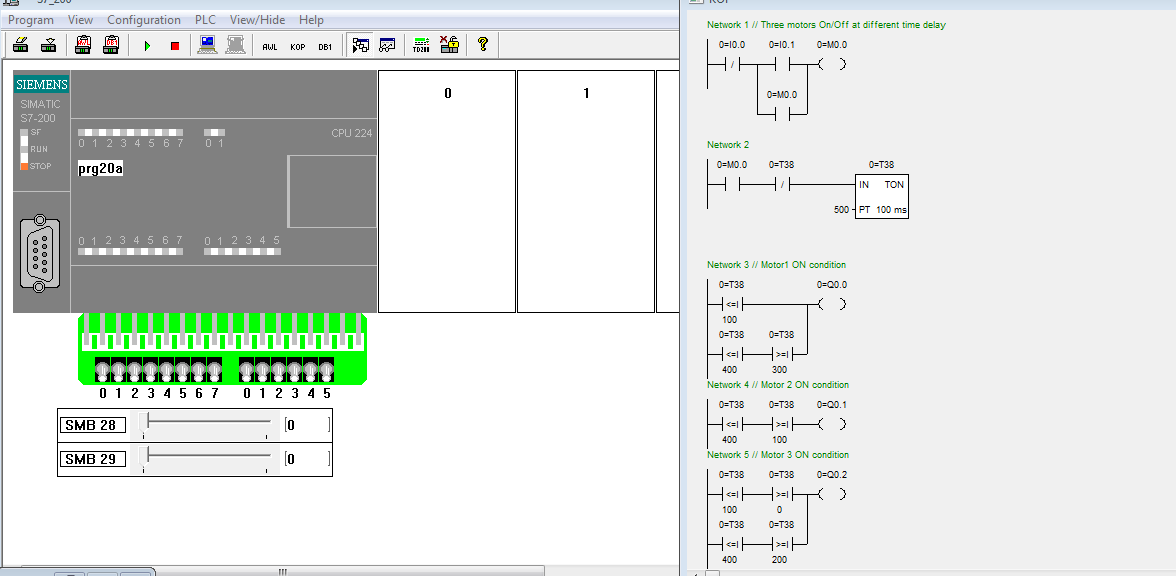 S7_200
Program View Configuration PLC View/Hide Help
AWL KOP DB1 TD200 ?
SIEMENS
SIMATIC
S7-200
SF
RUN
STOP
0 1 2 3 4 5 6 7 0 1
CPU 224
prg20a
0 1 2 3 4 5 6 7 0 1 2 3 4 5
0 1 2 3 4 5 6 7 0 1 2 3 4 5
SMB 28 [0 ]
SMB 29 [0 ]
0
1
KOP
Network 1 // Three motors On/Off at different time delay
0=I0.0 0=I0.1 0=M0.0
/
0=M0.0
Network 2
0=M0.0 0=T38 0=T38
/
IN TON
500 PT 100 ms
Network 3 // Motor1 ON condition
0=T38 0=Q0.0
<=I
100
0=T38 0=T38
<=I >=I
400 300
Network 4 // Motor 2 ON condition
0=T38 0=T38 0=Q0.1
<=I >=I
400 100
Network 5 // Motor 3 ON condition
0=T38 0=T38 0=Q0.2
<=I >=I
100 0
0=T38 0=T38
<=I >=I
400 200